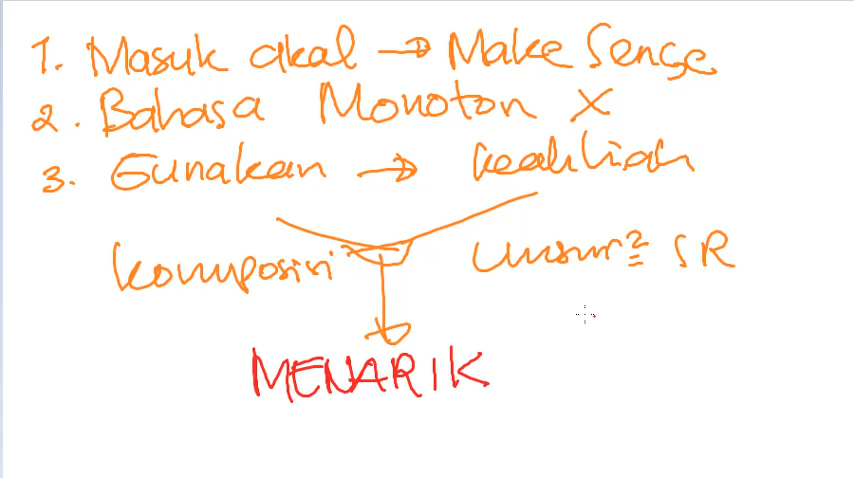 1. Masuk akal → Make Sense
2. Bahasa Monoton X
3. Gunakan → keahlian
komposisi unsur2 SR
MENARIK